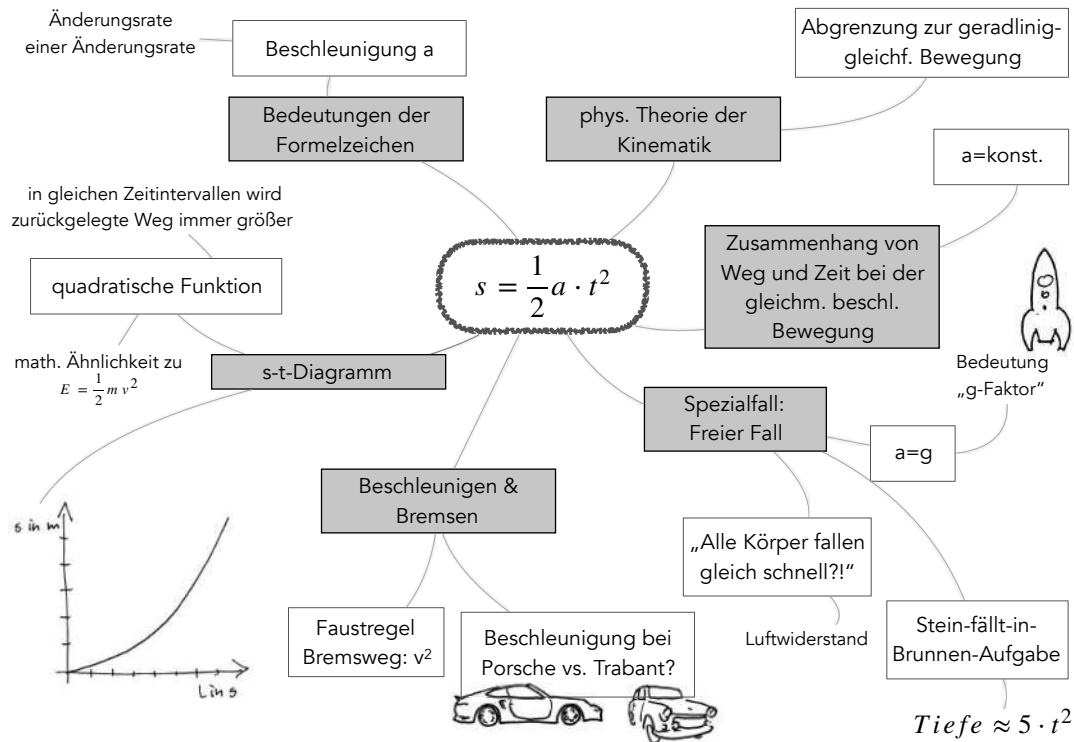 Änderungsrate
einer Änderungsrate
Beschleunigung a
Bedeutungen der
Formelzeichen
phys. Theorie der
Kinematik
Abgrenzung zur geradlinig-
gleichf. Bewegung
a=konst.
Zusammenhang von
Weg und Zeit bei der
gleichm. beschl.
Bewegung
in gleichen Zeitintervallen wird
zurückgelegte Weg immer größer
quadratische Funktion
math. Ähnlichkeit zu
E = 1/2 m v²
s-t-Diagramm
s = 1/2 a · t²
Spezialfall:
Freier Fall
Bedeutung
„g-Faktor“
a=g
Beschleunigen &
Bremsen
„Alle Körper fallen
gleich schnell?!“
Luftwiderstand
Stein-fällt-in-
Brunnen-Aufgabe
Tiefe ≈ 5 · t²
Faustregel
Bremsweg: v²
Beschleunigung bei
Porsche vs. Trabant?
s in m
t in s